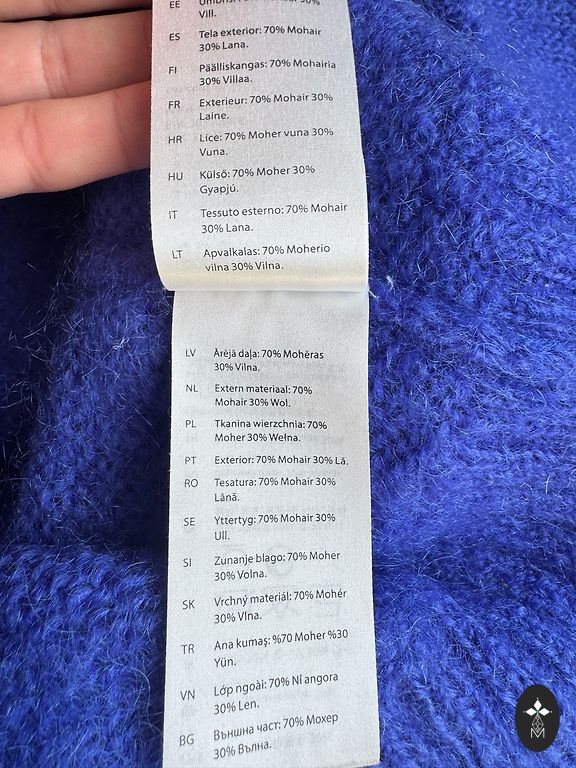 EE
Vill.
ES Tela exterior: 70% Mohair
30% Lana.
FI Päälliskangas: 70% Mohairia
30% Villaa.
FR Exterieur: 70% Mohair 30%
Laine.
HR Lice: 70% Moher vuna 30%
Vuna.
HU Külső: 70% Moher 30%
Gyapjú.
IT Tessuto esterno: 70% Mohair
30% Lana.
LT Apvalkalas: 70% Moherio
vilna 30% Vilna.
LV Ārējā daļa: 70% Mohēras
30% Vilna.
NL Extern materiaal: 70%
Mohair 30% Wol.
PL Tkanina wierzchnia: 70%
Moher 30% Wełna.
PT Exterior: 70% Mohair 30% Lã.
RO Tesatura: 70% Mohair 30%
Lână.
SE Yttertyg: 70% Mohair 30%
Ull.
SI Zunanje blago: 70% Moher
30% Volna.
SK Vrchný materiál: 70% Mohér
30% Vlna.
TR Ana kumaş: %70 Moher %30
Yün.
VN Lớp ngoài: 70% Nỉ angora
30% Len.
BG Външна част: 70% Мохер
30% Вълна.
M